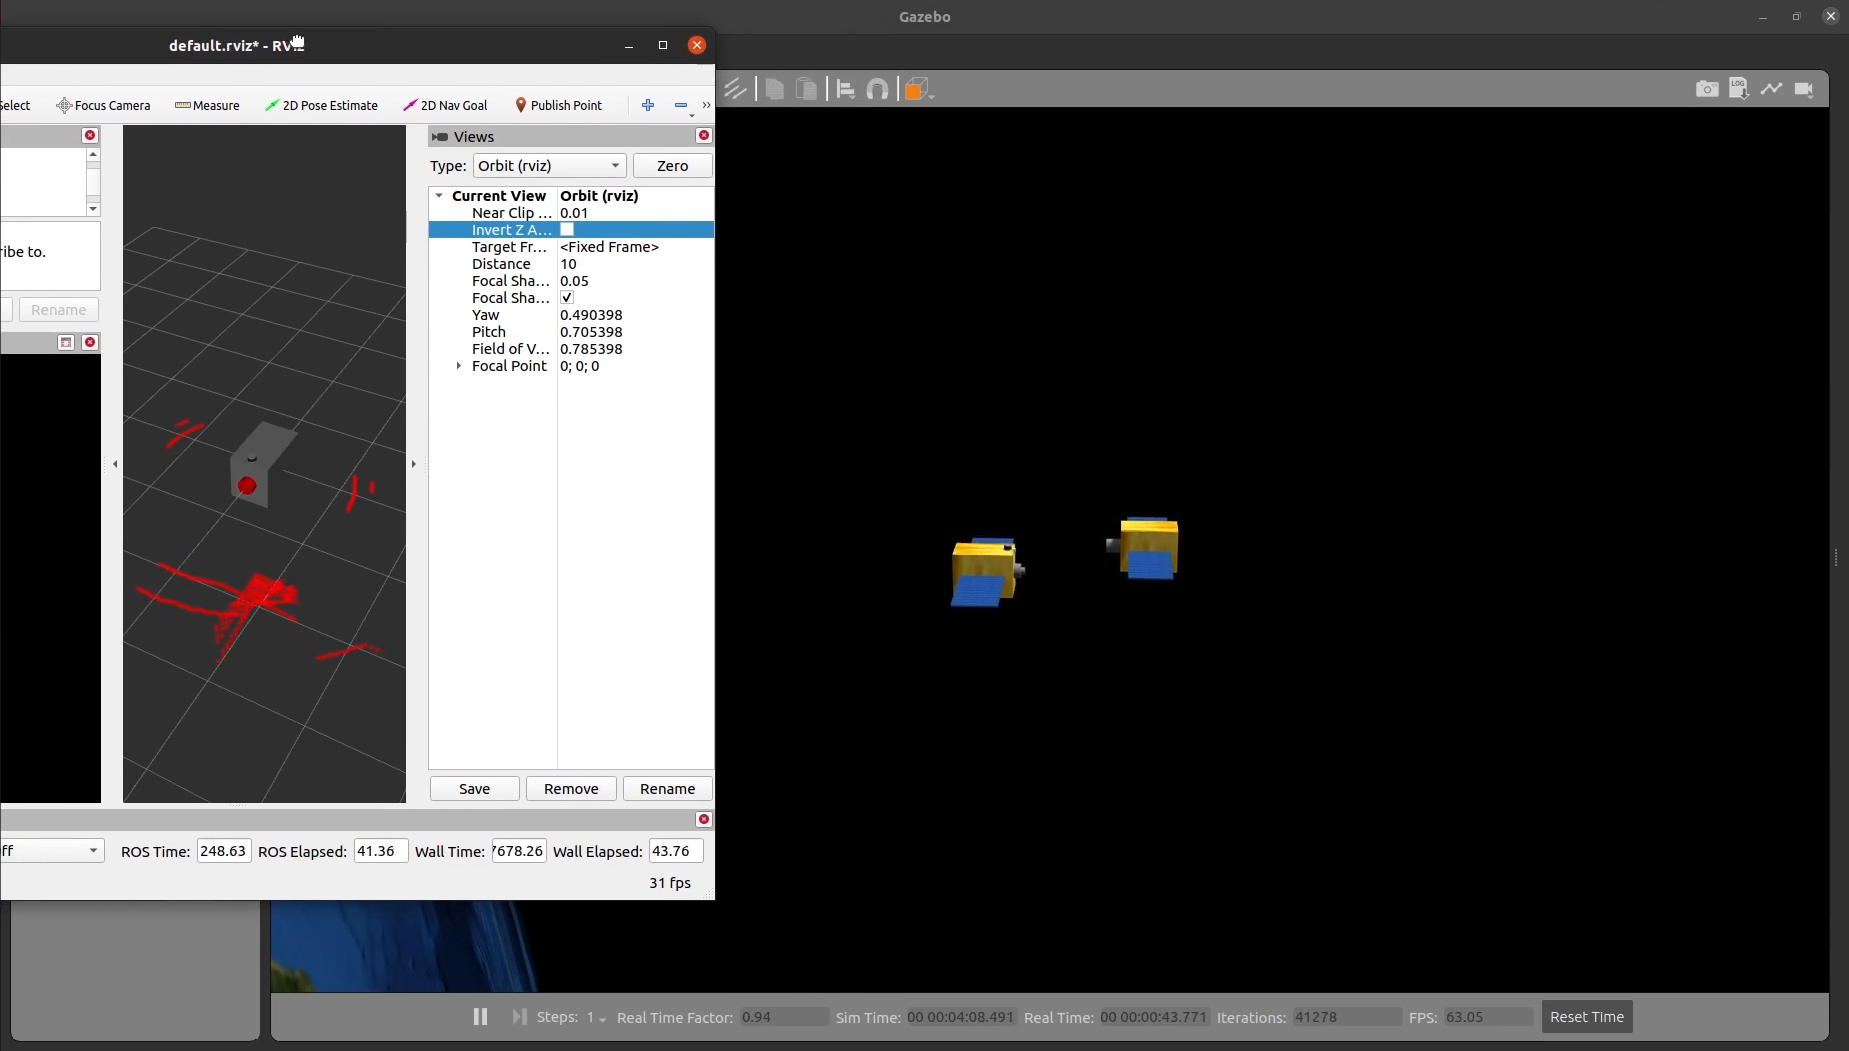 Gazebo
default.rviz* - RViz
Select
Focus Camera
Measure
2D Pose Estimate
2D Nav Goal
Publish Point
»
Views
Type: Orbit (rviz) Zero
Current View Orbit (rviz)
Near Clip ... 0.01
Invert Z A...
Target Fr... <Fixed Frame>
Distance 10
Focal Sha... 0.05
Focal Sha... ✓
Yaw 0.490398
Pitch 0.705398
Field of V... 0.785398
Focal Point 0; 0; 0
ribe to.
Rename
Save Remove Rename
ff ROS Time: 248.63 ROS Elapsed: 41.36 Wall Time: 7678.26 Wall Elapsed: 43.76
31 fps
LOG
Steps: 1 Real Time Factor: 0.94 Sim Time: 00 00:04:08.491 Real Time: 00 00:00:43.771 Iterations: 41278 FPS: 63.05 Reset Time